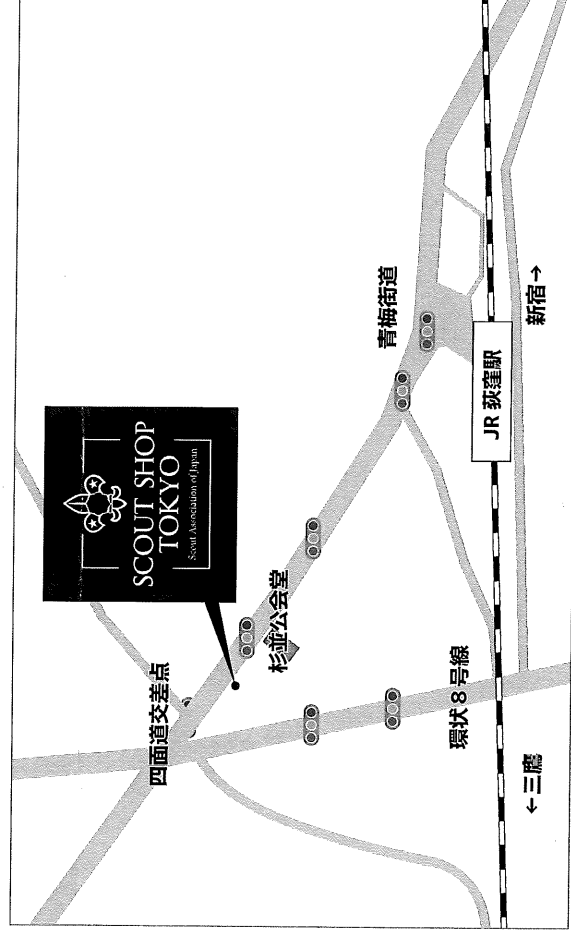 四面道交差点
SCOUT SHOP
TOKYO
Scout Association of Japan
杉並公会堂
青梅街道
環状8号線
JR 荻窪駅
←三鷹
新宿→